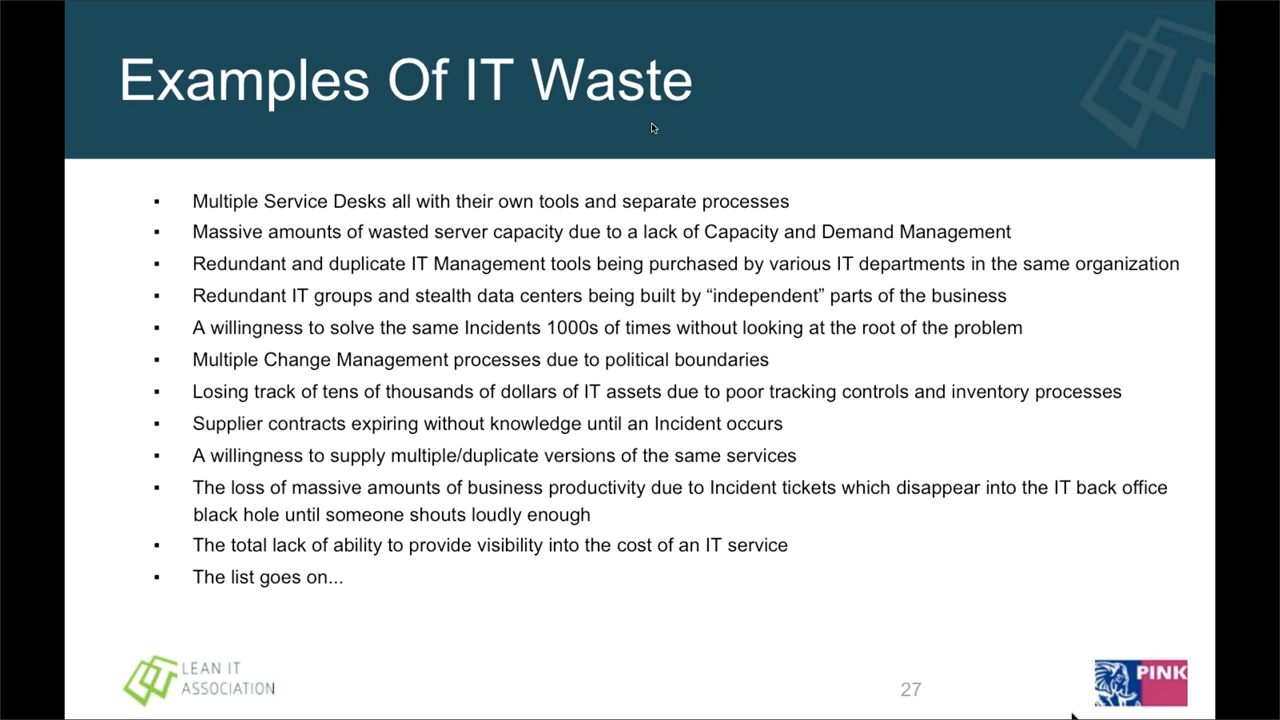 Examples Of IT Waste
▪ Multiple Service Desks all with their own tools and separate processes
▪ Massive amounts of wasted server capacity due to a lack of Capacity and Demand Management
▪ Redundant and duplicate IT Management tools being purchased by various IT departments in the same organization
▪ Redundant IT groups and stealth data centers being built by “independent” parts of the business
▪ A willingness to solve the same Incidents 1000s of times without looking at the root of the problem
▪ Multiple Change Management processes due to political boundaries
▪ Losing track of tens of thousands of dollars of IT assets due to poor tracking controls and inventory processes
▪ Supplier contracts expiring without knowledge until an Incident occurs
▪ A willingness to supply multiple/duplicate versions of the same services
▪ The loss of massive amounts of business productivity due to Incident tickets which disappear into the IT back office
black hole until someone shouts loudly enough
▪ The total lack of ability to provide visibility into the cost of an IT service
▪ The list goes on...
LEAN IT
ASSOCIATION
27
PINK